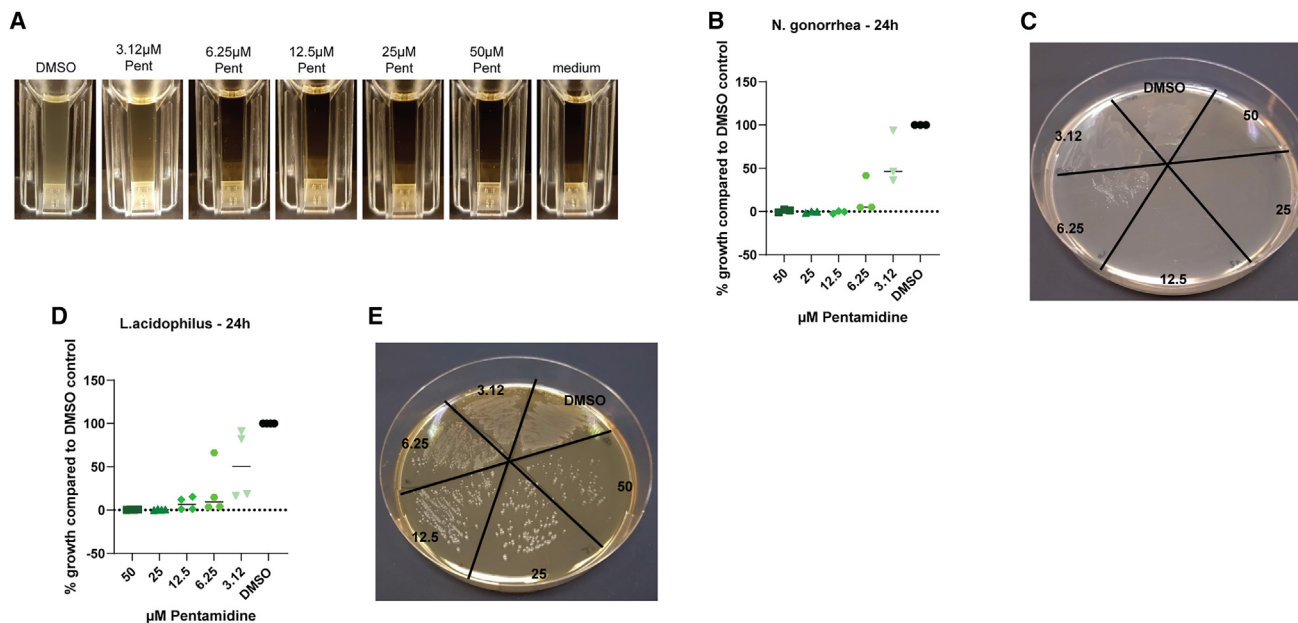 A
DMSO
3.12µM
Pent
6.25µM
Pent
12.5µM
Pent
25µM
Pent
50µM
Pent
medium
B
N. gonorrhea - 24h
% growth compared to DMSO control
150
100
50
0
-50
50
25
12.5
6.25
3.12
DMSO
µM Pentamidine
C
DMSO
50
3.12
25
6.25
12.5
D
L.acidophilus - 24h
% growth compared to DMSO control
150
100
50
0
-50
50
25
12.5
6.25
3.12
DMSO
µM Pentamidine
E
3.12
DMSO
6.25
50
12.5
25